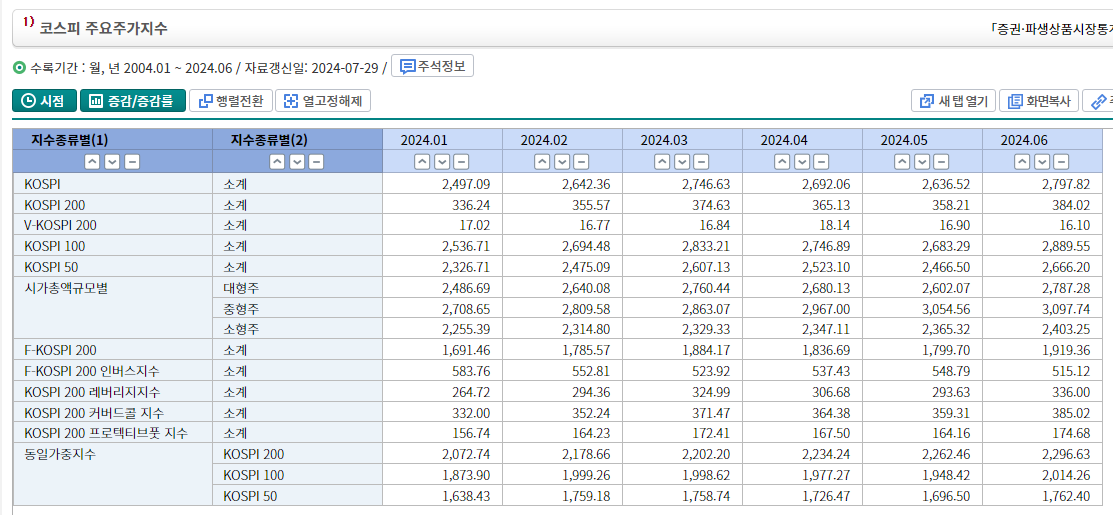 1) 코스피 주요주가지수
「증권·파생상품시장통계
수록기간 : 월, 년 2004.01 ~ 2024.06 / 자료갱신일: 2024-07-29 / 주석정보
시점 증감/증감률 행렬전환 열고정해제 새 탭 열기 화면복사
지수종류별(1) 지수종류별(2) 2024.01 2024.02 2024.03 2024.04 2024.05 2024.06
KOSPI 소계 2,497.09 2,642.36 2,746.63 2,692.06 2,636.52 2,797.82
KOSPI 200 소계 336.24 355.57 374.63 365.13 358.21 384.02
V-KOSPI 200 소계 17.02 16.77 16.84 18.14 16.90 16.10
KOSPI 100 소계 2,536.71 2,694.48 2,833.21 2,746.89 2,683.29 2,889.55
KOSPI 50 소계 2,326.71 2,475.09 2,607.13 2,523.10 2,466.50 2,666.20
시가총액규모별 대형주 2,486.69 2,640.08 2,760.44 2,680.13 2,602.07 2,787.28
중형주 2,708.65 2,809.58 2,863.07 2,967.00 3,054.56 3,097.74
소형주 2,255.39 2,314.80 2,329.33 2,347.11 2,365.32 2,403.25
F-KOSPI 200 소계 1,691.46 1,785.57 1,884.17 1,836.69 1,799.70 1,919.36
F-KOSPI 200 인버스지수 소계 583.76 552.81 523.92 537.43 548.79 515.12
KOSPI 200 레버리지지수 소계 264.72 294.36 324.99 306.68 293.63 336.00
KOSPI 200 커버드콜 지수 소계 332.00 352.24 371.47 364.38 359.31 385.02
KOSPI 200 프로텍티브풋 지수 소계 156.74 164.23 172.41 167.50 164.16 174.68
동일가중지수 KOSPI 200 2,072.74 2,178.66 2,202.20 2,234.24 2,262.46 2,296.63
KOSPI 100 1,873.90 1,999.26 1,998.62 1,977.27 1,948.42 2,014.26
KOSPI 50 1,638.43 1,759.18 1,758.74 1,726.47 1,696.50 1,762.40